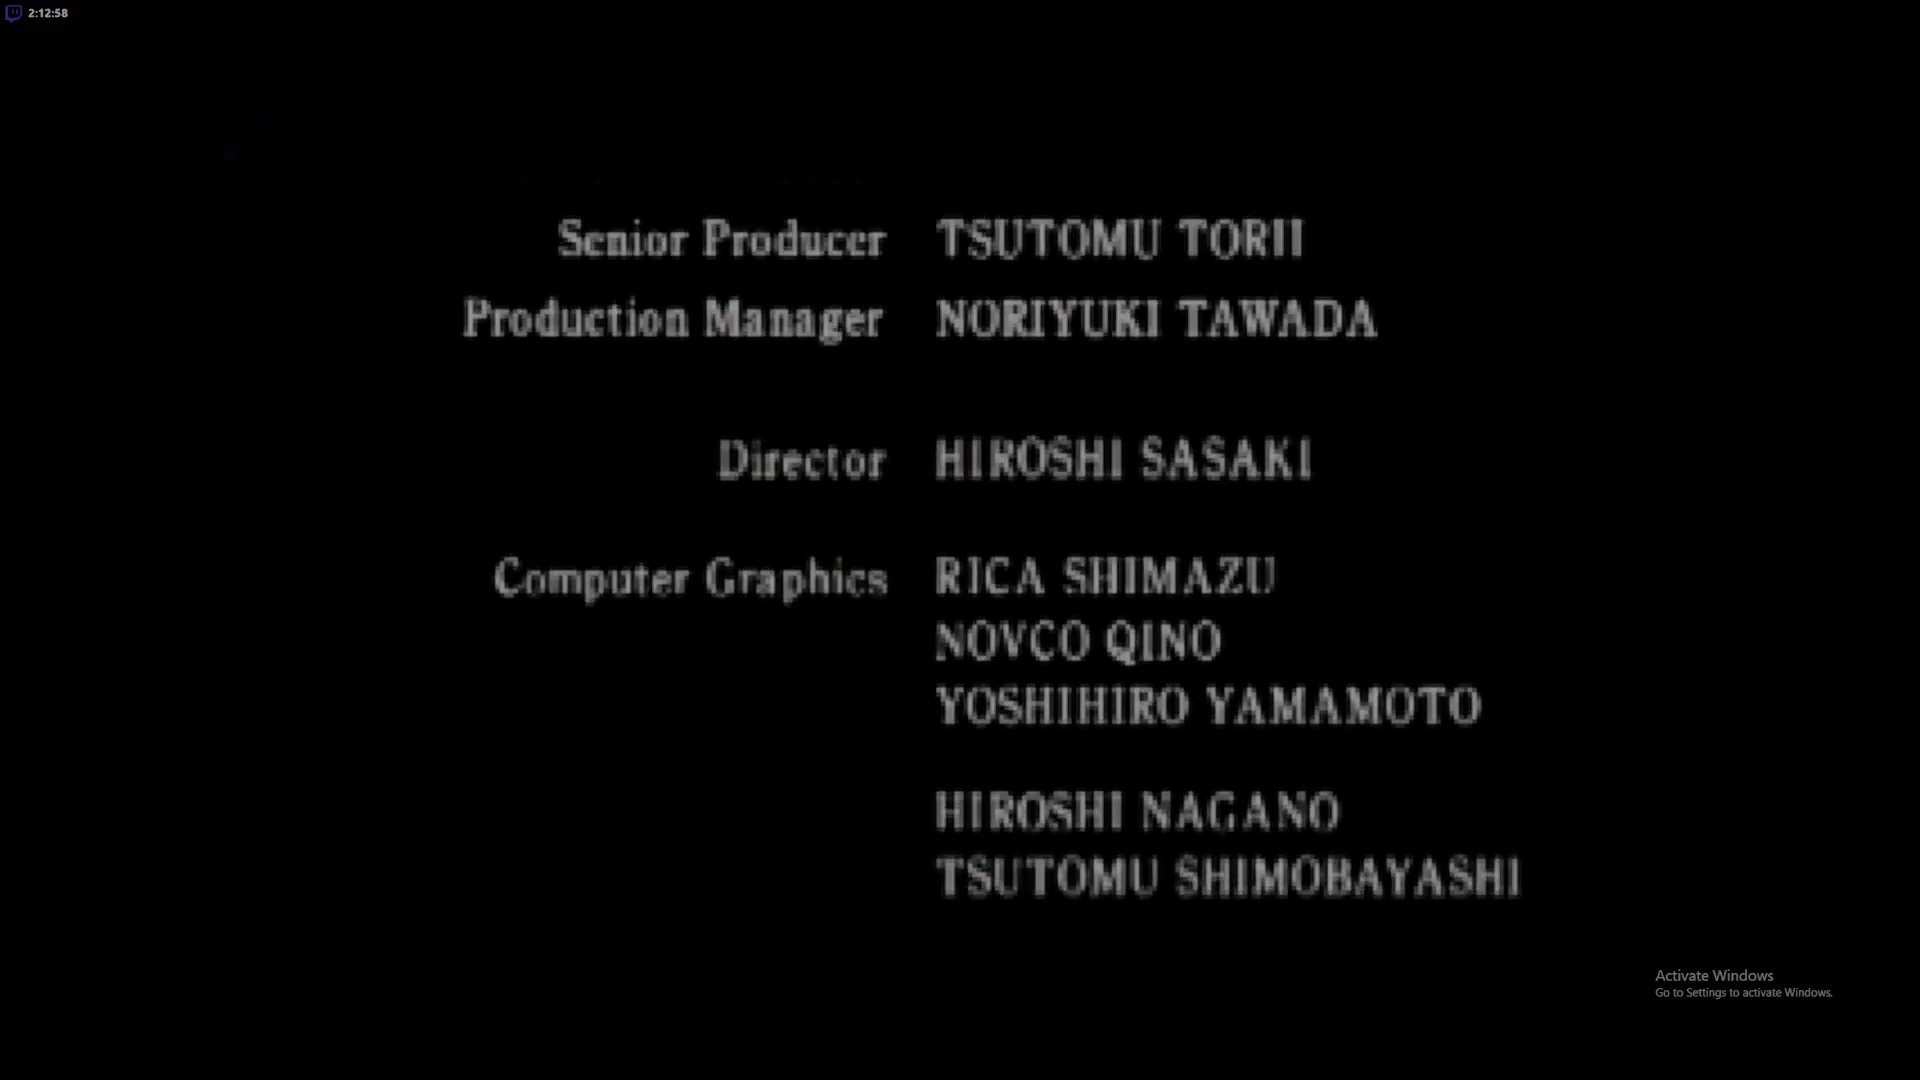 2:12:58
Senior Producer TSUTOMU TORII
Production Manager NORIYUKI TAWADA
Director HIROSHI SASAKI
Computer Graphics RICA SHIMAZU
NOVCO QINO
YOSHIHIRO YAMAMOTO
HIROSHI NAGANO
TSUTOMU SHIMOBAYASHI
Activate Windows
Go to Settings to activate Windows.